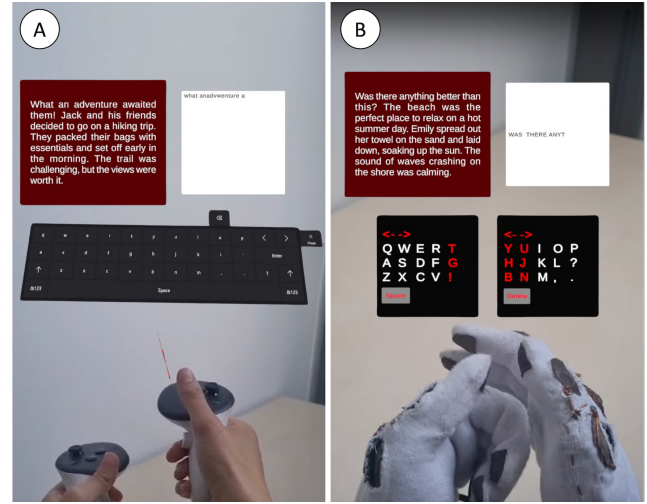 A
What an adventure awaited
them! Jack and his friends
decided to go on a hiking trip.
They packed their bags with
essentials and set off early in
the morning. The trail was
challenging, but the views were
worth it.
what anadvwenture a
q w e r t y u i o p
a s d f g h j k l ' Enter
z x c v b n m , . ?
&123 Space &123
B
Was there anything better than
this? The beach was the
perfect place to relax on a hot
summer day. Emily spread out
her towel on the sand and laid
down, soaking up the sun. The
sound of waves crashing on
the shore was calming.
WAS THERE ANYT
<-->
Q W E R T
A S D F G
Z X C V !
Space
<-->
Y U I O P
H J K L ?
B N M , .
Delete